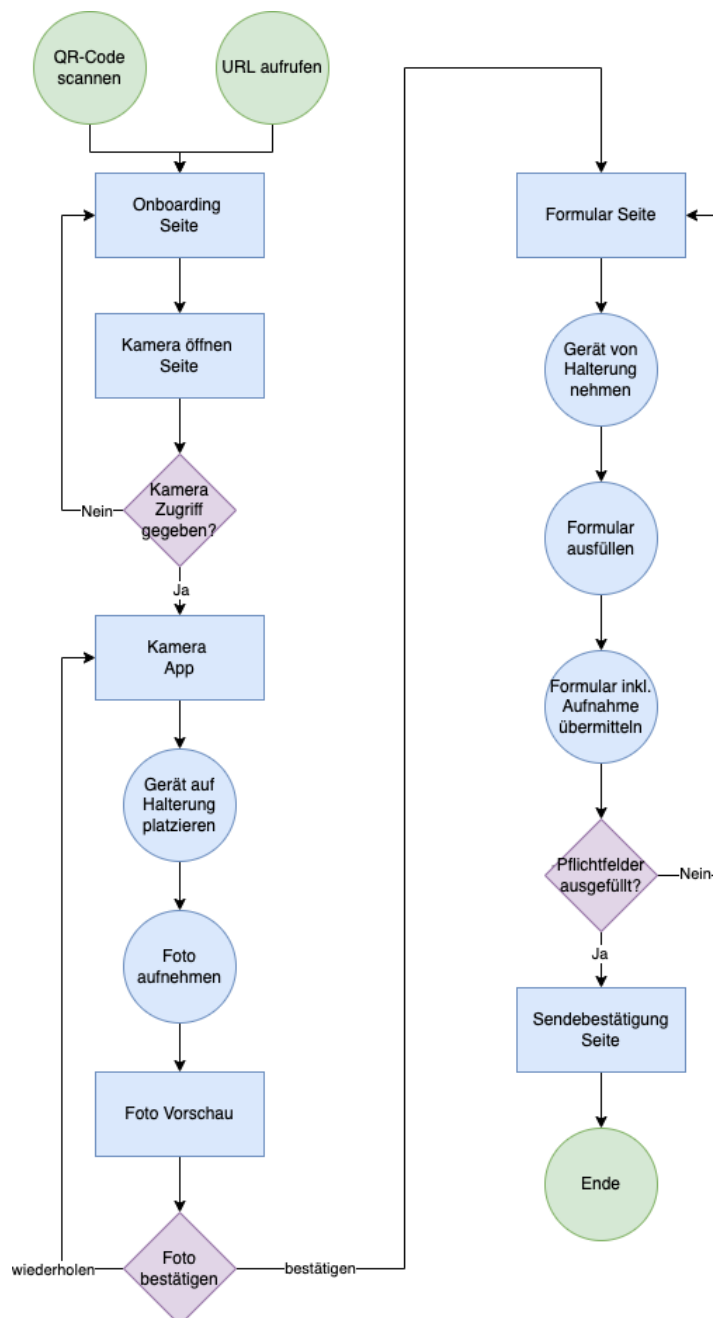 QR-Code
scannen
URL aufrufen
Onboarding
Seite
Kamera öffnen
Seite
Kamera
Zugriff
gegeben?
Nein
Ja
Kamera
App
Gerät auf
Halterung
platzieren
Foto
aufnehmen
Foto Vorschau
Foto
bestätigen
wiederholen
bestätigen
Formular Seite
Gerät von
Halterung
nehmen
Formular
ausfüllen
Formular inkl.
Aufnahme
übermitteln
-Pflichtfelder
ausgefüllt?
Nein
Ja
Sendebestätigung
Seite
Ende